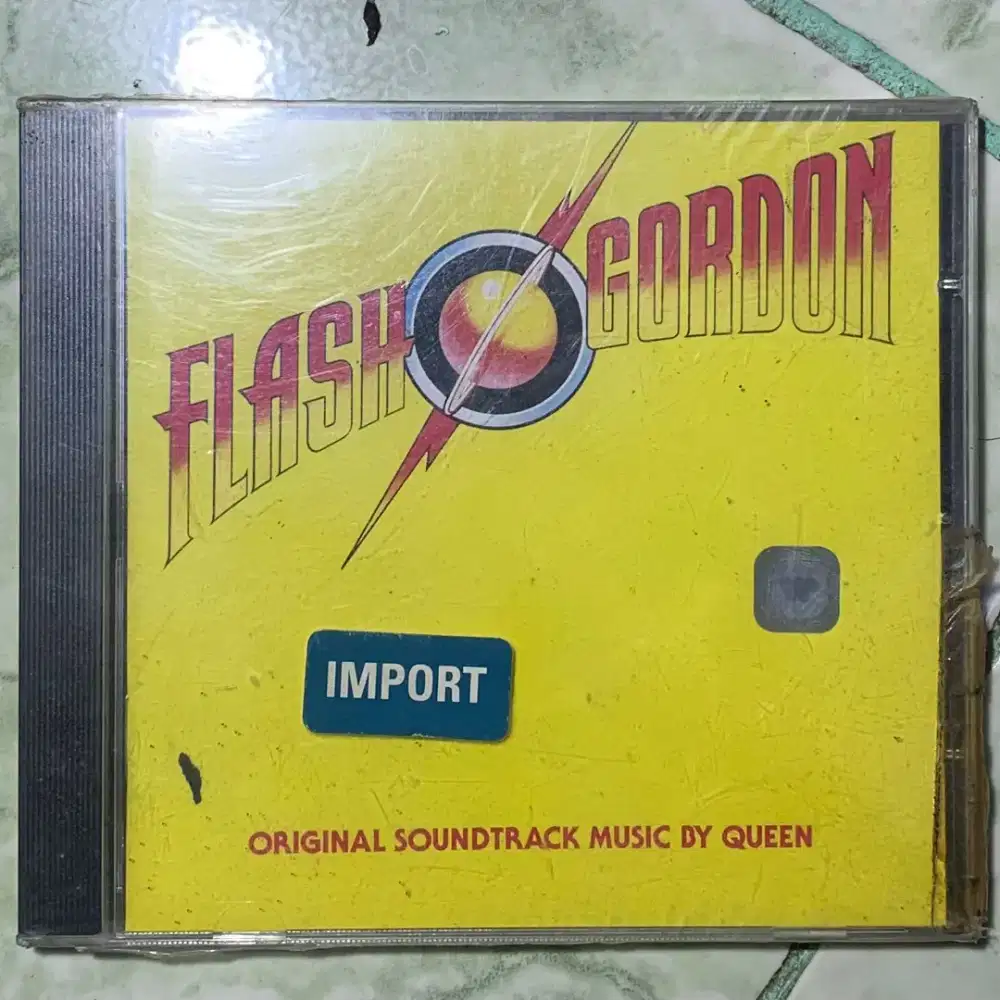 FLASH GORDON
IMPORT
ORIGINAL SOUNDTRACK MUSIC BY QUEEN